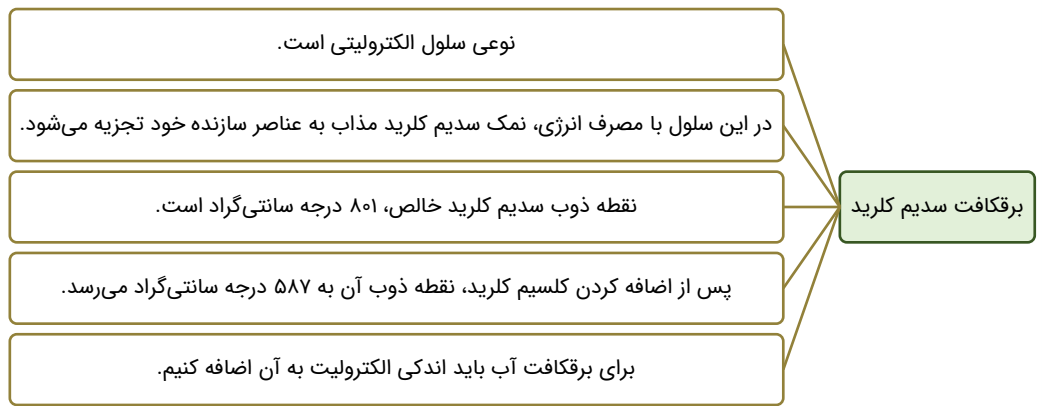 برقکافت سدیم کلرید
نوعی سلول الکترولیتی است.
در این سلول با مصرف انرژی، نمک سدیم کلرید مذاب به عناصر سازنده خود تجزیه می‌شود.
نقطه ذوب سدیم کلرید خالص، ۸۰۱ درجه سانتی‌گراد است.
پس از اضافه کردن کلسیم کلرید، نقطه ذوب آن به ۵۸۷ درجه سانتی‌گراد می‌رسد.
برای برقکافت آب باید اندکی الکترولیت به آن اضافه کنیم.